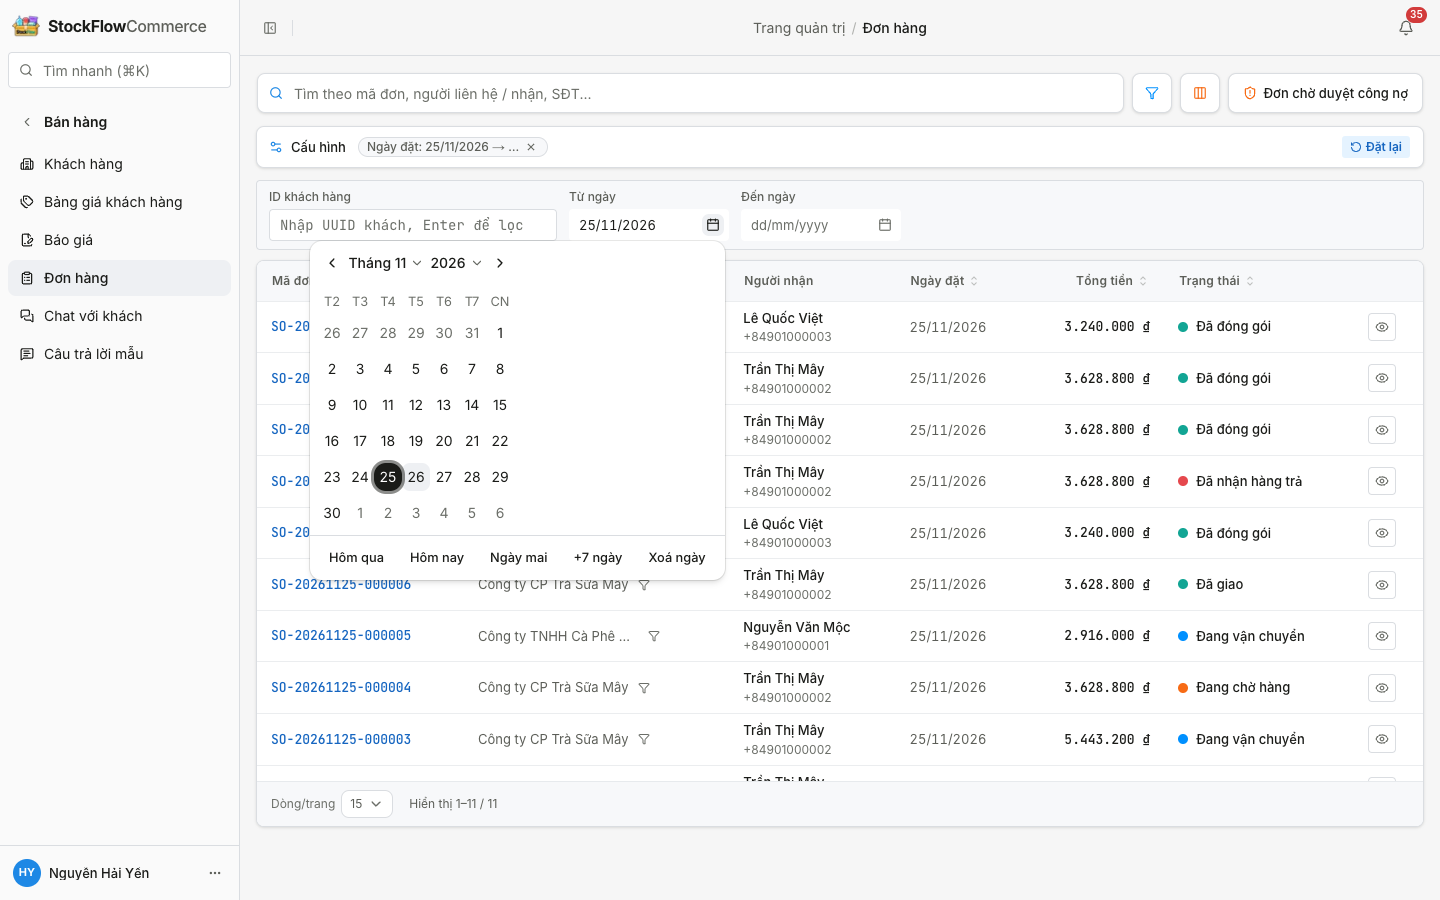 StockFlowCommerce
Tìm nhanh (⌘K)
Bán hàng
Khách hàng
Bảng giá khách hàng
Báo giá
Đơn hàng
Chat với khách
Câu trả lời mẫu
HY Nguyễn Hải Yến
Trang quản trị / Đơn hàng
35
Tìm theo mã đơn, người liên hệ / nhận, SĐT...
Đơn chờ duyệt công nợ
Cấu hình Ngày đặt: 25/11/2026 → ... ×
Đặt lại
ID khách hàng Từ ngày Đến ngày
Nhập UUID khách, Enter để lọc 25/11/2026 dd/mm/yyyy
Tháng 11 2026
T2 T3 T4 T5 T6 T7 CN
26 27 28 29 30 31 1
2 3 4 5 6 7 8
9 10 11 12 13 14 15
16 17 18 19 20 21 22
23 24 25 26 27 28 29
30 1 2 3 4 5 6
Hôm qua Hôm nay Ngày mai +7 ngày Xoá ngày
Mã đơ Người nhận Ngày đặt Tổng tiền Trạng thái
SO-20 Lê Quốc Việt 25/11/2026 3.240.000 ₫ Đã đóng gói
+84901000003
SO-20 Trần Thị Mây 25/11/2026 3.628.800 ₫ Đã đóng gói
+84901000002
SO-20 Trần Thị Mây 25/11/2026 3.628.800 ₫ Đã đóng gói
+84901000002
SO-20 Trần Thị Mây 25/11/2026 3.628.800 ₫ Đã nhận hàng trả
+84901000002
SO-20 Lê Quốc Việt 25/11/2026 3.240.000 ₫ Đã đóng gói
+84901000003
SO-20261125-000006 Công ty CP Trà Sữa Mây Trần Thị Mây 25/11/2026 3.628.800 ₫ Đã giao
+84901000002
SO-20261125-000005 Công ty TNHH Cà Phê ... Nguyễn Văn Mộc 25/11/2026 2.916.000 ₫ Đang vận chuyển
+84901000001
SO-20261125-000004 Công ty CP Trà Sữa Mây Trần Thị Mây 25/11/2026 3.628.800 ₫ Đang chờ hàng
+84901000002
SO-20261125-000003 Công ty CP Trà Sữa Mây Trần Thị Mây 25/11/2026 5.443.200 ₫ Đang vận chuyển
+84901000002
Trần Thị Mây
Dòng/trang 15 Hiển thị 1–11 / 11